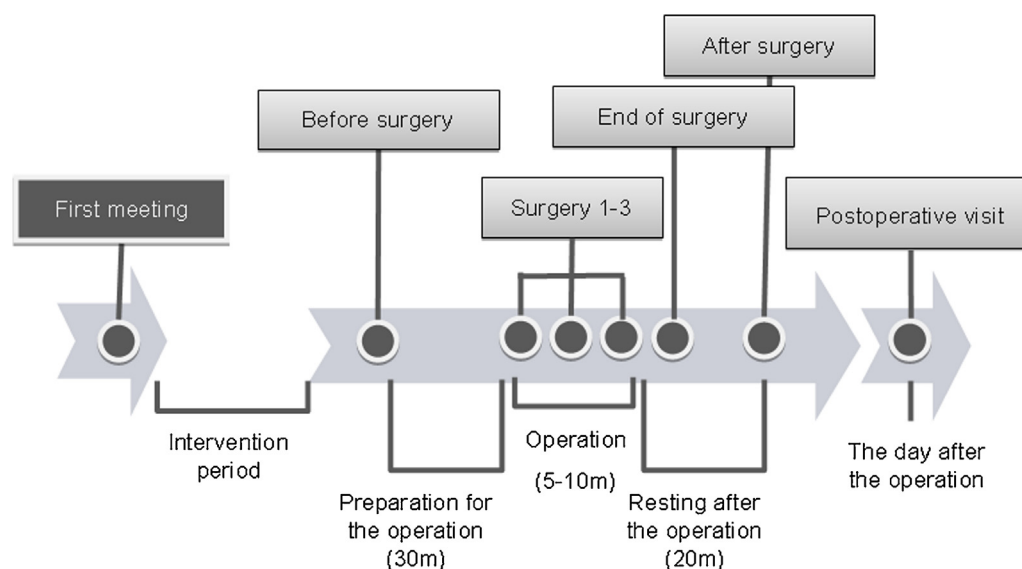 After surgery
Before surgery
End of surgery
First meeting
Surgery 1-3
Postoperative visit
Intervention
period
Operation
(5-10m)
The day after
the operation
Preparation for
the operation
(30m)
Resting after
the operation
(20m)